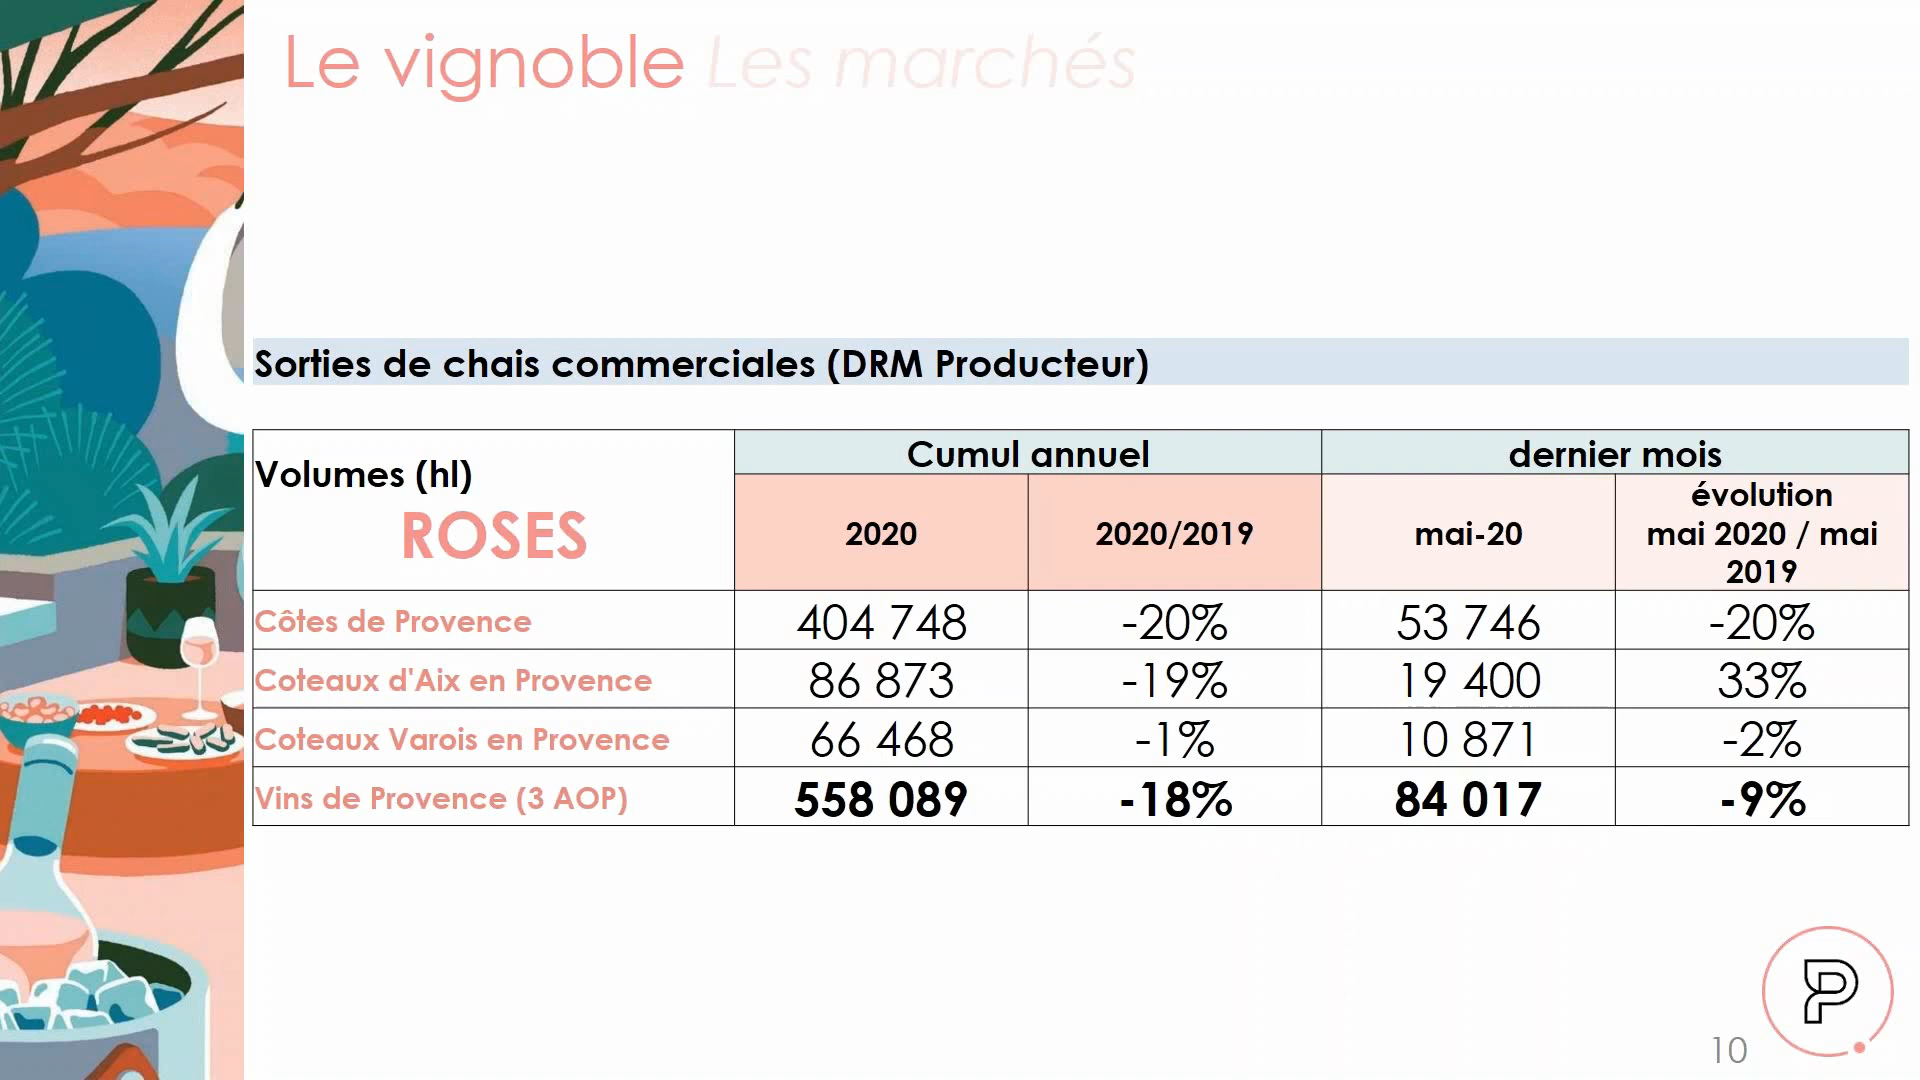 Le vignoble Les marchés
Sorties de chais commerciales (DRM Producteur)
Volumes (hl)
ROSES
Cumul annuel
dernier mois
2020
2020/2019
mai-20
évolution
mai 2020 / mai
2019
Côtes de Provence 404 748 -20% 53 746 -20%
Coteaux d'Aix en Provence 86 873 -19% 19 400 33%
Coteaux Varois en Provence 66 468 -1% 10 871 -2%
Vins de Provence (3 AOP) 558 089 -18% 84 017 -9%
P
10